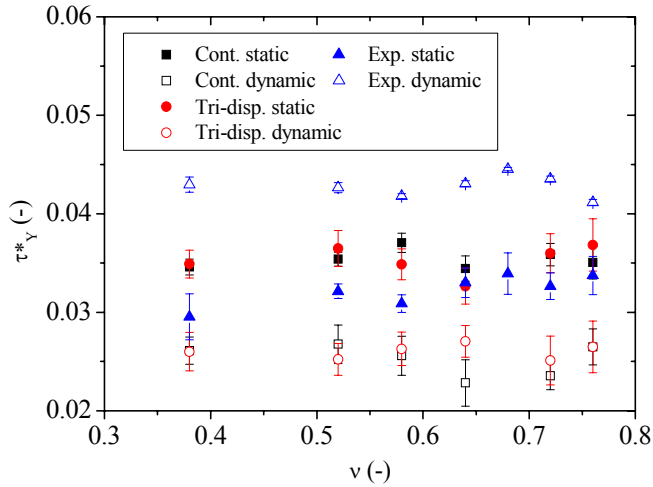 0.06
0.05
0.04
0.03
0.02
τ*Y (-)
Cont. static
Exp. static
Cont. dynamic
Exp. dynamic
Tri-disp. static
Tri-disp. dynamic
0.3 0.4 0.5 0.6 0.7 0.8
ν (-)